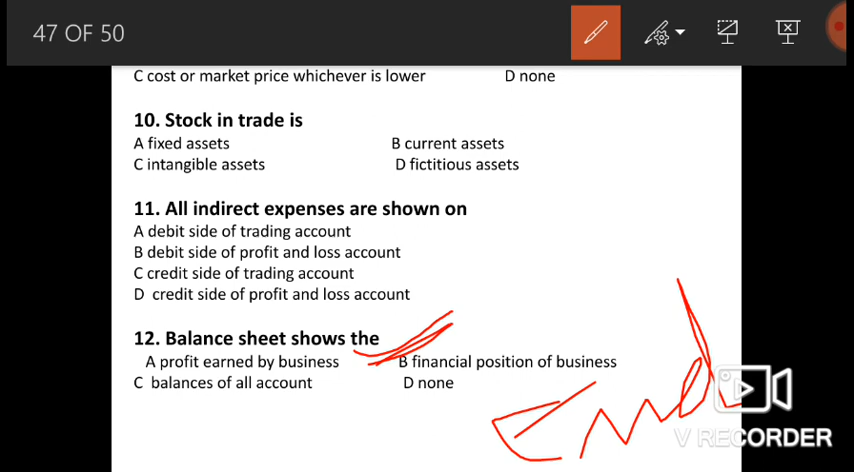 47 OF 50
C cost or market price whichever is lower D none
10. Stock in trade is
A fixed assets B current assets
C intangible assets D fictitious assets
11. All indirect expenses are shown on
A debit side of trading account
B debit side of profit and loss account
C credit side of trading account
D credit side of profit and loss account
12. Balance sheet shows the
A profit earned by business B financial position of business
C balances of all account D none
End
V RECORDER